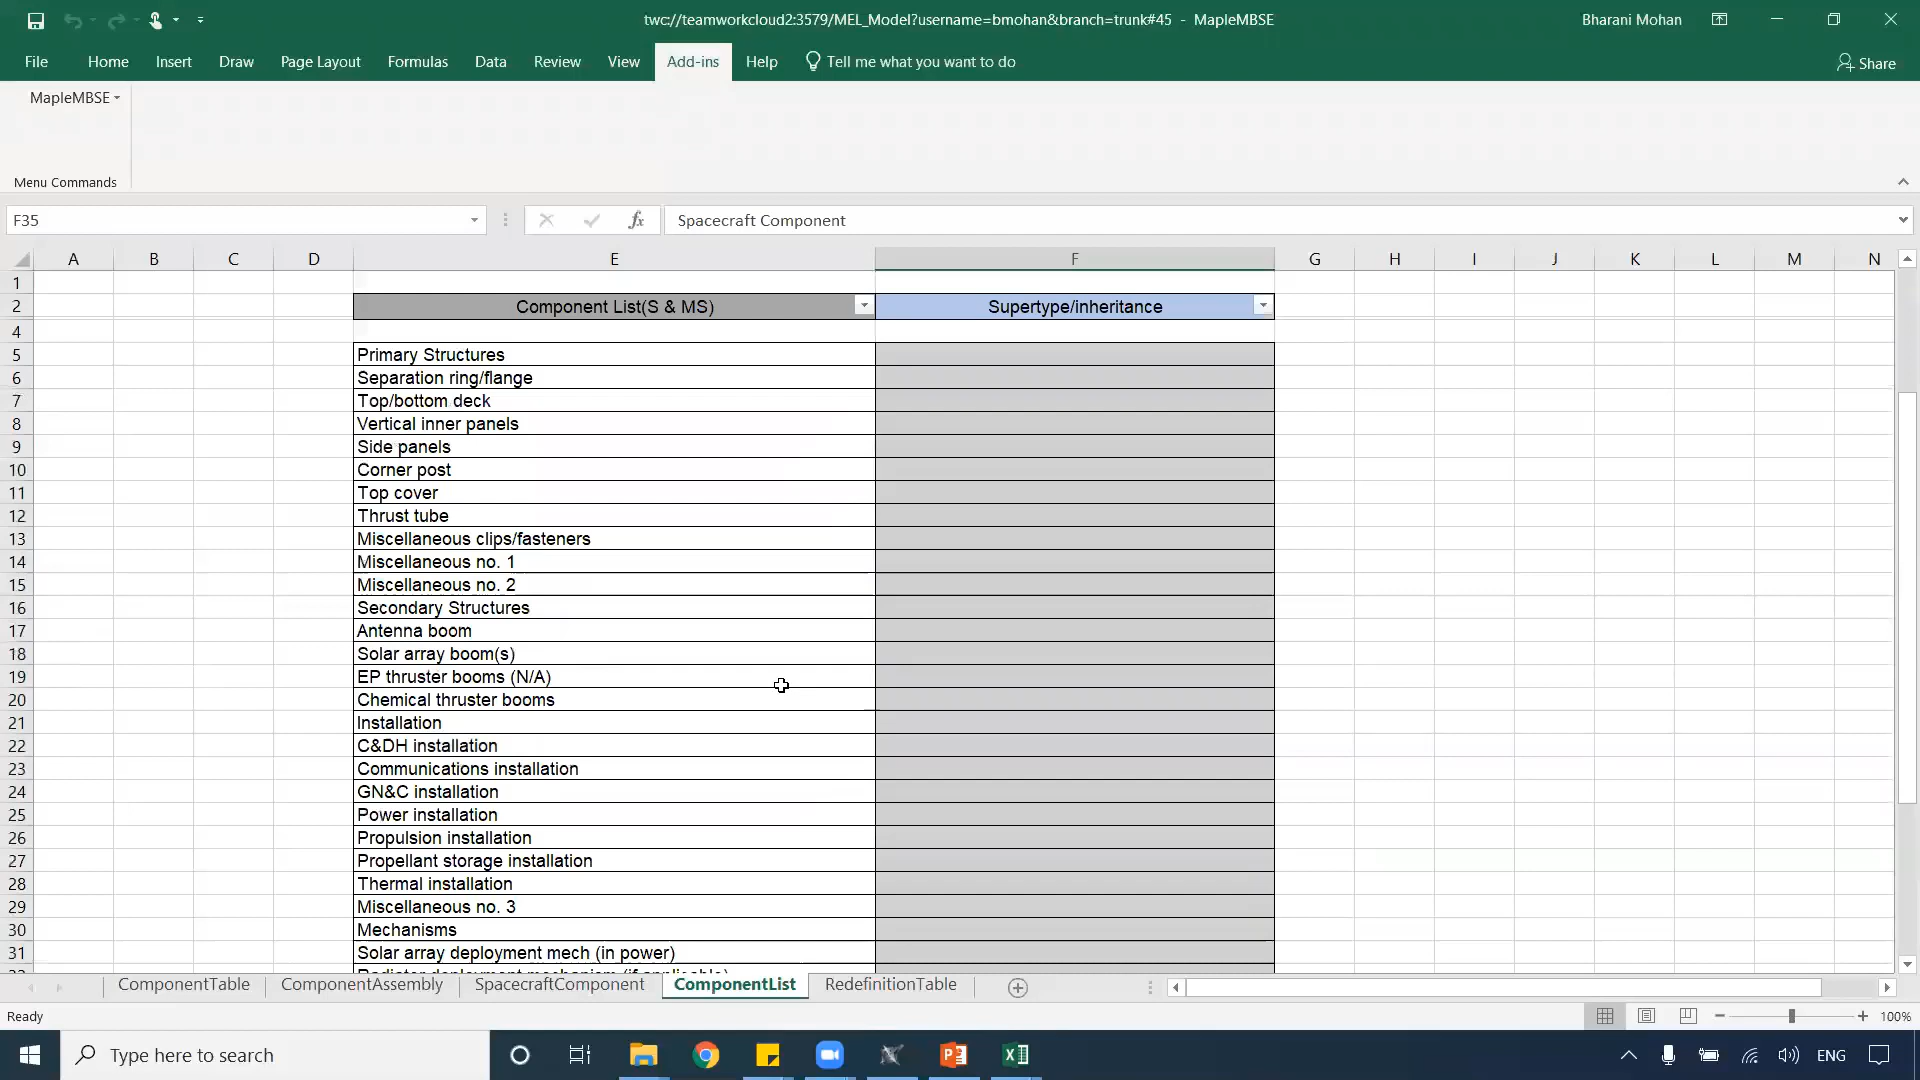 twc://teamworkcloud2:3579/MEL_Model?username=bmohan&branch=trunk#45 - MapleMBSE
Bharani Mohan
File Home Insert Draw Page Layout Formulas Data Review View Add-ins Help Tell me what you want to do Share
MapleMBSE
Menu Commands
F35 fx Spacecraft Component
A B C D E F G H I J K L M N
1
2 Component List(S & MS) Supertype/inheritance
4
5 Primary Structures
6 Separation ring/flange
7 Top/bottom deck
8 Vertical inner panels
9 Side panels
10 Corner post
11 Top cover
12 Thrust tube
13 Miscellaneous clips/fasteners
14 Miscellaneous no. 1
15 Miscellaneous no. 2
16 Secondary Structures
17 Antenna boom
18 Solar array boom(s)
19 EP thruster booms (N/A)
20 Chemical thruster booms
21 Installation
22 C&DH installation
23 Communications installation
24 GN&C installation
25 Power installation
26 Propulsion installation
27 Propellant storage installation
28 Thermal installation
29 Miscellaneous no. 3
30 Mechanisms
31 Solar array deployment mech (in power)
Radiator deployment mechanism (if applicable)
ComponentTable ComponentAssembly SpacecraftComponent ComponentList RedefinitionTable
Ready
100%
Type here to search
ENG